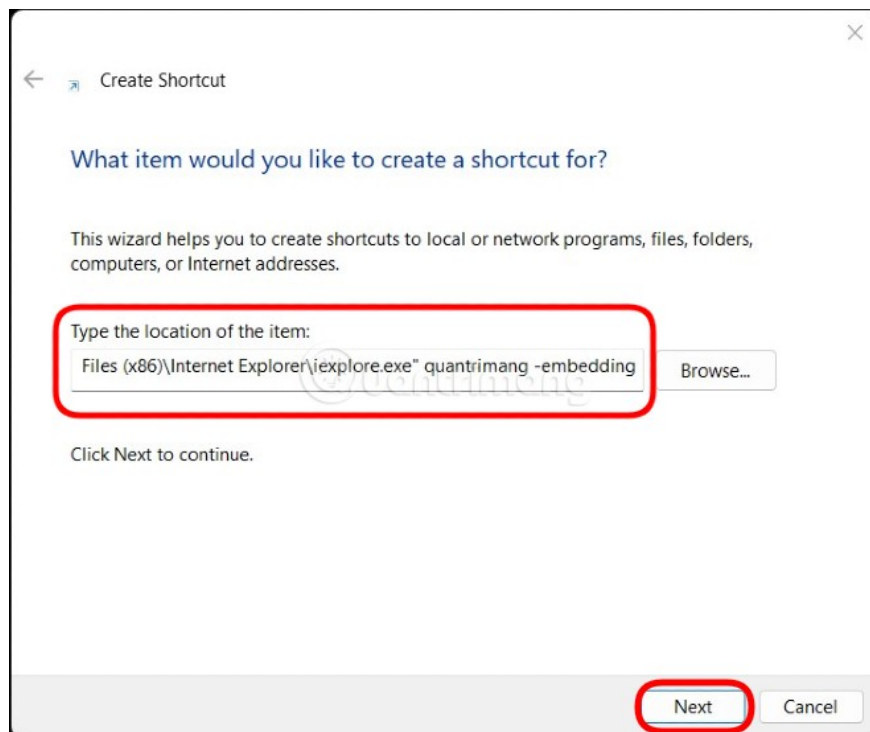 Create Shortcut
What item would you like to create a shortcut for?
This wizard helps you to create shortcuts to local or network programs, files, folders,
computers, or Internet addresses.
Type the location of the item:
Files (x86)\Internet Explorer\iexplore.exe" quantrimang -embedding
Browse...
Quantrimang
Click Next to continue.
Next
Cancel